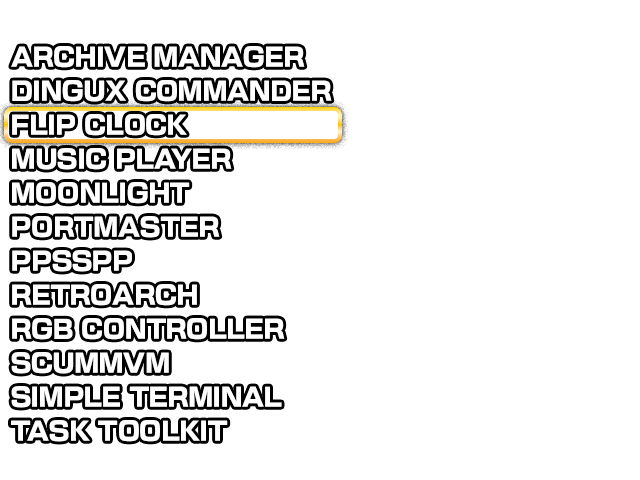 ARCHIVE MANAGER
DINGUX COMMANDER
FLIP CLOCK
MUSIC PLAYER
MOONLIGHT
PORTMASTER
PPSSPP
RETROARCH
RGB CONTROLLER
SCUMMVM
SIMPLE TERMINAL
TASK TOOLKIT